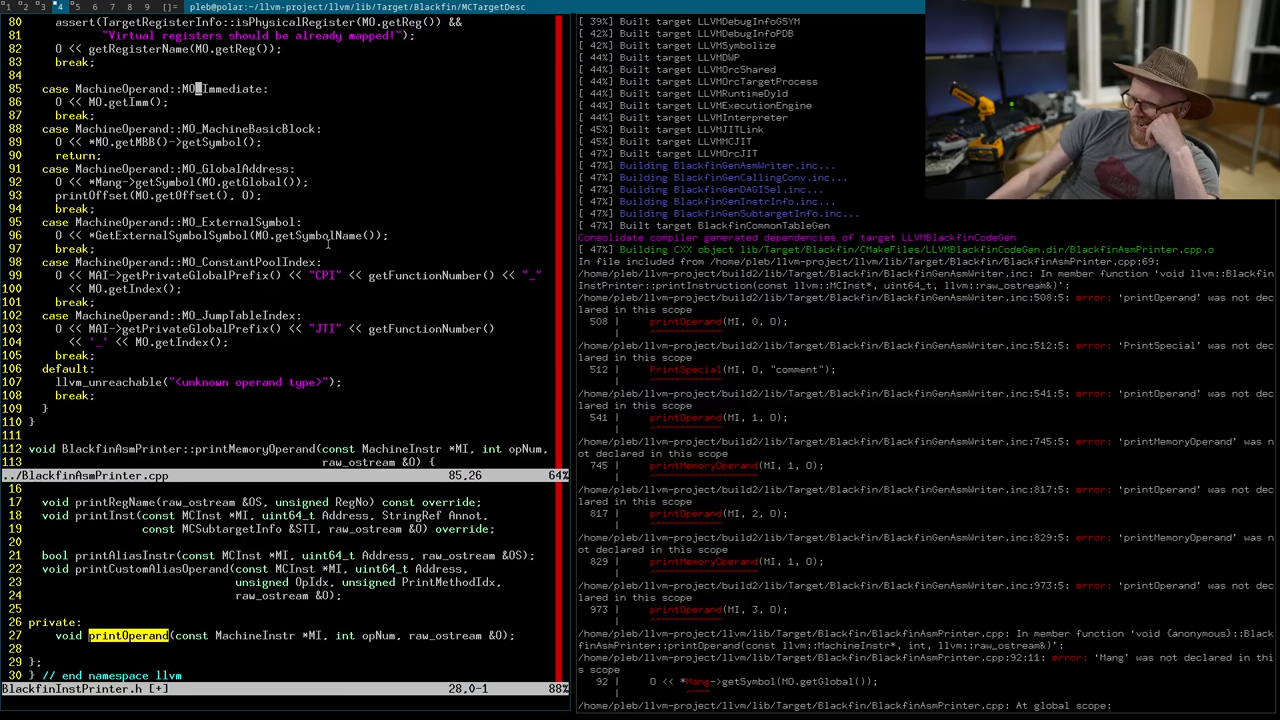 1 2 3 4 5 6 7 8 9 []= pleb@polar:~/llvm-project/llvm/lib/Target/Blackfin/MCTargetDesc
80 assert(TargetRegisterInfo::isPhysicalRegister(MO.getReg()) &&
81 "Virtual registers should be already mapped!");
82 O << getRegisterName(MO.getReg());
83 break;
84
85 case MachineOperand::MO_Immediate:
86 O << MO.getImm();
87 break;
88 case MachineOperand::MO_MachineBasicBlock:
89 O << *MO.getMBB()->getSymbol();
90 return;
91 case MachineOperand::MO_GlobalAddress:
92 O << *Mang->getSymbol(MO.getGlobal());
93 printOffset(MO.getOffset(), O);
94 break;
95 case MachineOperand::MO_ExternalSymbol:
96 O << *GetExternalSymbolSymbol(MO.getSymbolName());
97 break;
98 case MachineOperand::MO_ConstantPoolIndex:
99 O << MAI->getPrivateGlobalPrefix() << "CPI" << getFunctionNumber() << "_"
100 << MO.getIndex();
101 break;
102 case MachineOperand::MO_JumpTableIndex:
103 O << MAI->getPrivateGlobalPrefix() << "JTI" << getFunctionNumber()
104 << '_' << MO.getIndex();
105 break;
106 default:
107 llvm_unreachable("<unknown operand type>");
108 break;
109 }
110 }
111
112 void BlackfinAsmPrinter::printMemoryOperand(const MachineInstr *MI, int opNum,
113 raw_ostream &O) {
../BlackfinAsmPrinter.cpp 85,26 64%
16
17 void printRegName(raw_ostream &OS, unsigned RegNo) const override;
18 void printInst(const MCInst *MI, uint64_t Address, StringRef Annot,
19 const MCSubtargetInfo &STI, raw_ostream &O) override;
20
21 bool printAliasInstr(const MCInst *MI, uint64_t Address, raw_ostream &OS);
22 void printCustomAliasOperand(const MCInst *MI, uint64_t Address,
23 unsigned OpIdx, unsigned PrintMethodIdx,
24 raw_ostream &O);
25
26 private:
27 void printOperand(const MachineInstr *MI, int opNum, raw_ostream &O);
28
29 };
30 } // end namespace llvm
BlackfinInstPrinter.h [+] 28,0-1 88%
[ 39%] Built target LLVMDebugInfoGSYM
[ 42%] Built target LLVMDebugInfoPDB
[ 42%] Built target LLVMSymbolize
[ 44%] Built target LLVMDWP
[ 44%] Built target LLVMOrcShared
[ 44%] Built target LLVMOrcTargetProcess
[ 44%] Built target LLVMRuntimeDyld
[ 44%] Built target LLVMExecutionEngine
[ 44%] Built target LLVMInterpreter
[ 45%] Built target LLVMJITLink
[ 45%] Built target LLVMMCJIT
[ 47%] Built target LLVMOrcJIT
[ 47%] Building BlackfinGenAsmWriter.inc...
[ 47%] Building BlackfinGenCallingConv.inc...
[ 47%] Building BlackfinGenDAGISel.inc...
[ 47%] Building BlackfinGenInstrInfo.inc...
[ 47%] Building BlackfinGenSubtargetInfo.inc...
[ 47%] Built target BlackfinCommonTableGen
Consolidate compiler generated dependencies of target LLVMBlackfinCodeGen
[ 47%] Building CXX object lib/Target/Blackfin/CMakeFiles/LLVMBlackfinCodeGen.dir/BlackfinAsmPrinter.cpp.o
In file included from /home/pleb/llvm-project/llvm/lib/Target/Blackfin/BlackfinAsmPrinter.cpp:69:
/home/pleb/llvm-project/llvm/build2/lib/Target/Blackfin/BlackfinGenAsmWriter.inc: In member function 'void llvm::Blackfin
InstPrinter::printInstruction(const llvm::MCInst*, uint64_t, llvm::raw_ostream&)':
/home/pleb/llvm-project/llvm/build2/lib/Target/Blackfin/BlackfinGenAsmWriter.inc:508:5: error: 'printOperand' was not dec
lared in this scope
508 | printOperand(MI, 0, O);
| ^~~~~~~~~~~~
/home/pleb/llvm-project/llvm/build2/lib/Target/Blackfin/BlackfinGenAsmWriter.inc:512:5: error: 'PrintSpecial' was not dec
lared in this scope
512 | PrintSpecial(MI, O, "comment");
| ^~~~~~~~~~~~
/home/pleb/llvm-project/llvm/build2/lib/Target/Blackfin/BlackfinGenAsmWriter.inc:541:5: error: 'printOperand' was not dec
lared in this scope
541 | printOperand(MI, 1, O);
| ^~~~~~~~~~~~
/home/pleb/llvm-project/llvm/build2/lib/Target/Blackfin/BlackfinGenAsmWriter.inc:745:5: error: 'printMemoryOperand' was n
ot declared in this scope
745 | printMemoryOperand(MI, 1, O);
| ^~~~~~~~~~~~~~~~~~
/home/pleb/llvm-project/llvm/build2/lib/Target/Blackfin/BlackfinGenAsmWriter.inc:817:5: error: 'printOperand' was not dec
lared in this scope
817 | printOperand(MI, 2, O);
| ^~~~~~~~~~~~
/home/pleb/llvm-project/llvm/build2/lib/Target/Blackfin/BlackfinGenAsmWriter.inc:829:5: error: 'printMemoryOperand' was n
ot declared in this scope
829 | printMemoryOperand(MI, 1, O);
| ^~~~~~~~~~~~~~~~~~
/home/pleb/llvm-project/llvm/build2/lib/Target/Blackfin/BlackfinGenAsmWriter.inc:973:5: error: 'printOperand' was not dec
lared in this scope
973 | printOperand(MI, 3, O);
| ^~~~~~~~~~~~
/home/pleb/llvm-project/llvm/lib/Target/Blackfin/BlackfinAsmPrinter.cpp: In member function 'void {anonymous}::Blackfi
nAsmPrinter::printOperand(const llvm::MachineInstr*, int, llvm::raw_ostream&)':
/home/pleb/llvm-project/llvm/lib/Target/Blackfin/BlackfinAsmPrinter.cpp:92:11: error: 'Mang' was not declared in this
scope
92 | O << *Mang->getSymbol(MO.getGlobal());
| ^~~~
/home/pleb/llvm-project/llvm/lib/Target/Blackfin/BlackfinAsmPrinter.cpp: At global scope: